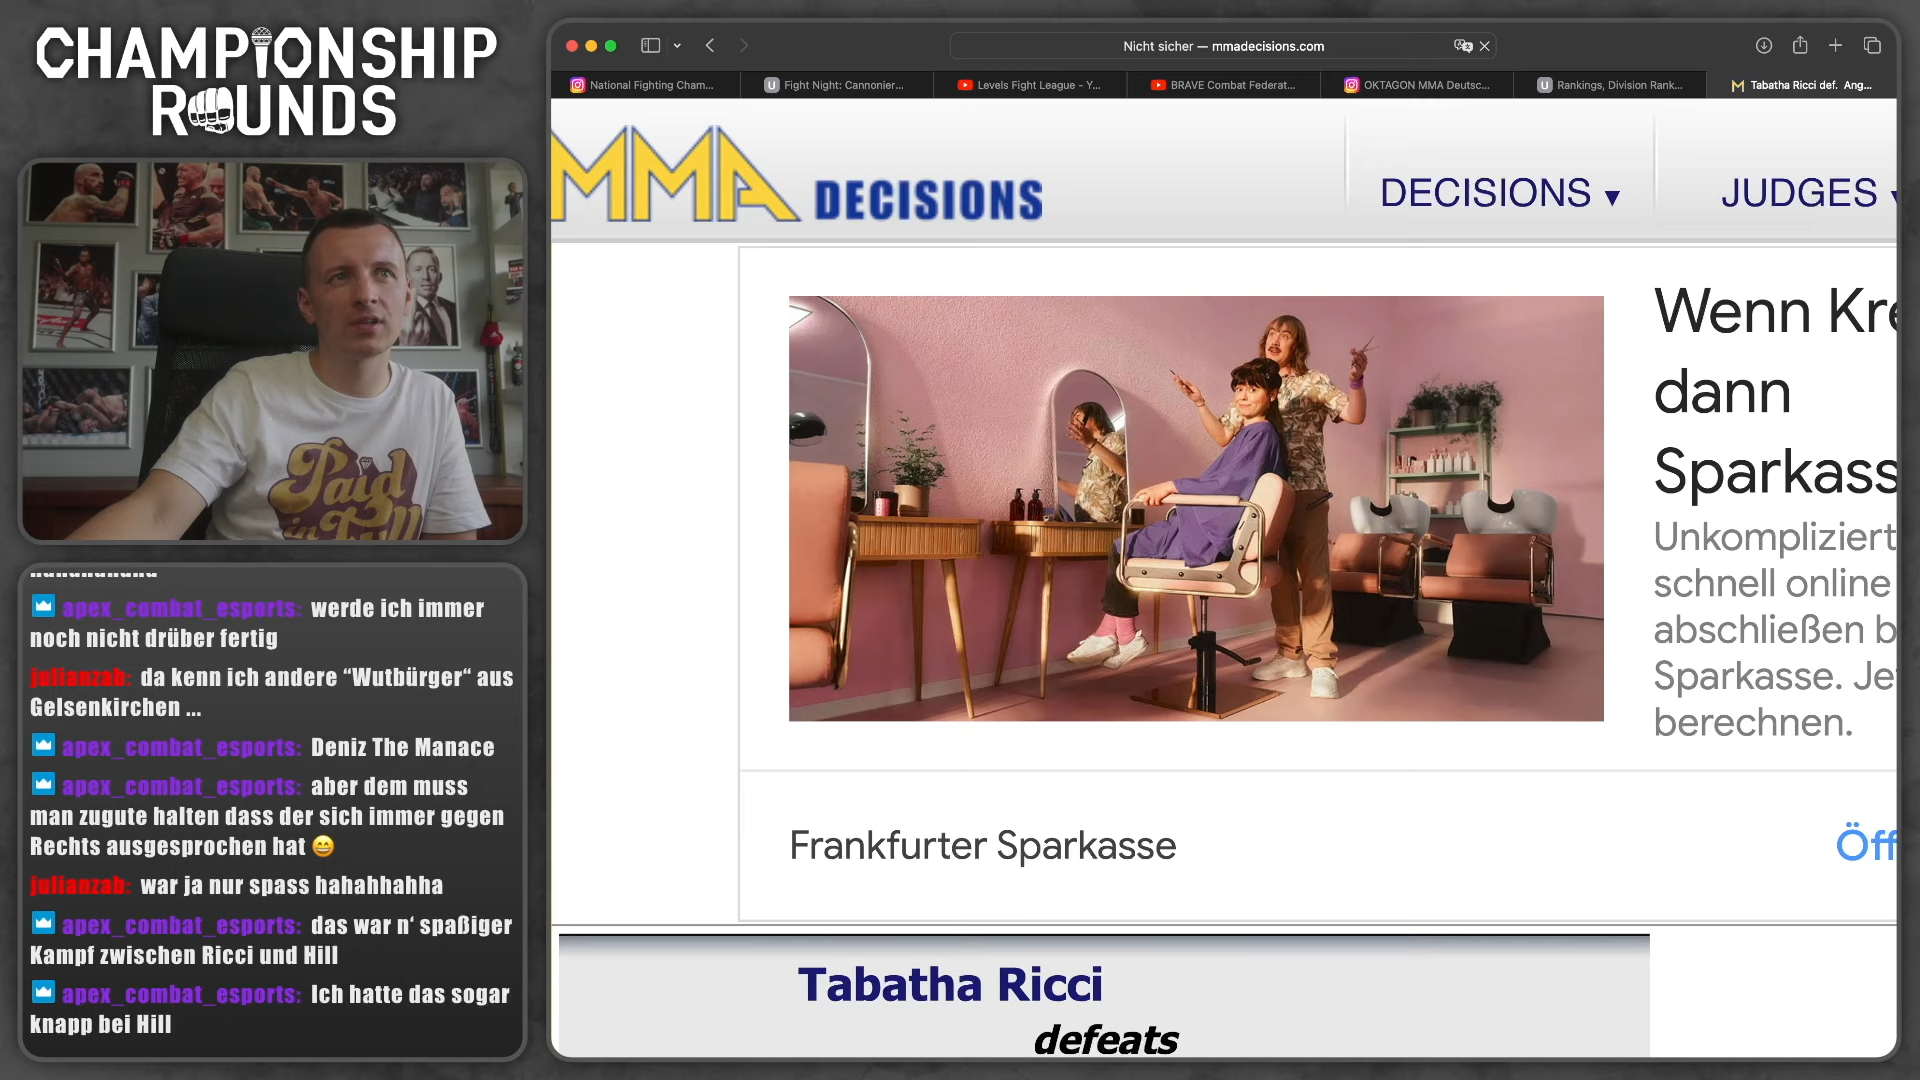 CHAMPIONSHIP
ROUNDS
apex_combat_esports: werde ich immer
noch nicht drüber fertig
julianzab: da kenn ich andere “Wutbürger“ aus
Gelsenkirchen ...
apex_combat_esports: Deniz The Manace
apex_combat_esports: aber dem muss
man zugute halten dass der sich immer gegen
Rechts ausgesprochen hat 😄
julianzab: war ja nur spass hahahhahha
apex_combat_esports: das war n‘ spaßiger
Kampf zwischen Ricci und Hill
apex_combat_esports: Ich hatte das sogar
knapp bei Hill
Paid
in Full
Nicht sicher — mmadecisions.com
National Fighting Cham...
Fight Night: Cannonier...
Levels Fight League - Y...
BRAVE Combat Federat...
OKTAGON MMA Deutsc...
Rankings, Division Rank...
Tabatha Ricci def. Ang...
MMA DECISIONS
DECISIONS ▼
JUDGES
Wenn Kre
dann
Sparkass
Unkompliziert
schnell online
abschließen b
Sparkasse. Je
berechnen.
Frankfurter Sparkasse
Öff
Tabatha Ricci
defeats